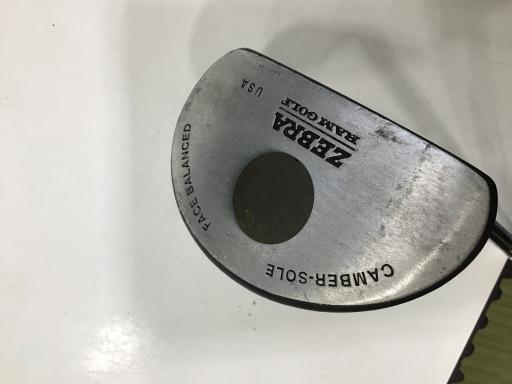 ZEBRA
RAM GOLF
USA
FACE BALANCED
CAMBER-SOLE